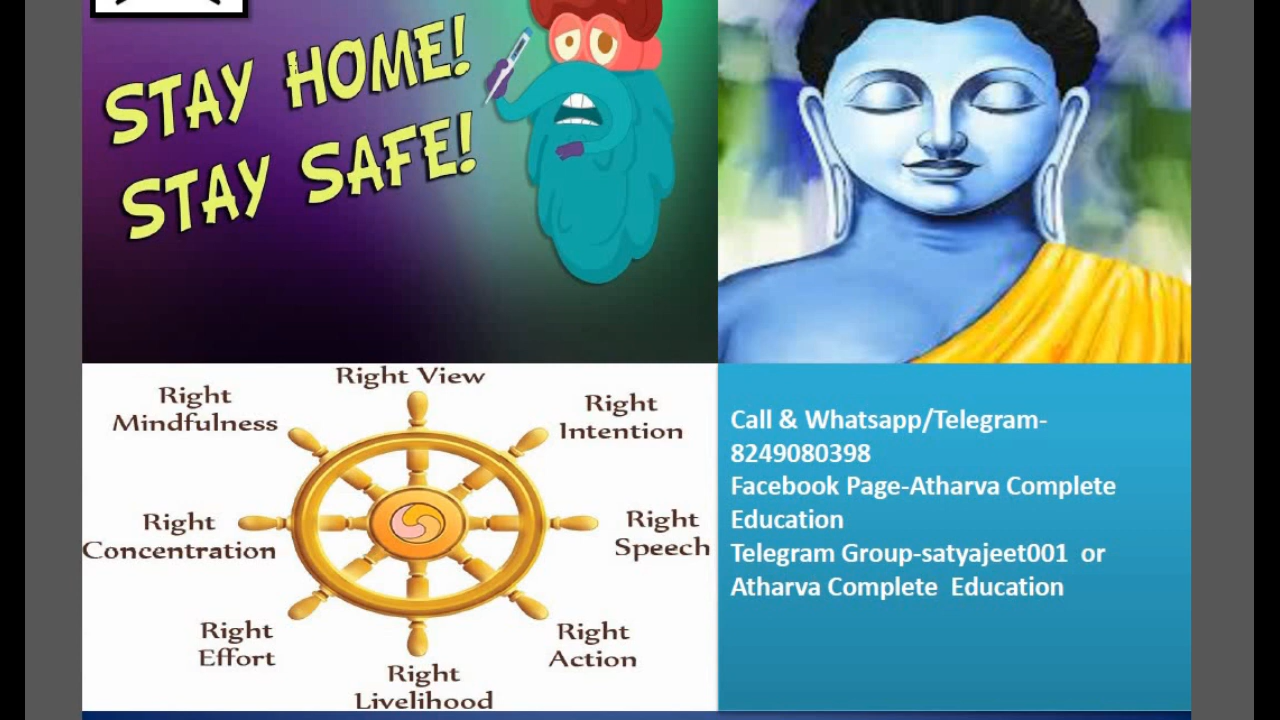 STAY HOME!
STAY SAFE!
Right View
Right
Mindfulness
Right
Intention
Right
Concentration
Right
Speech
Right
Effort
Right
Action
Right
Livelihood
Call & Whatsapp/Telegram-
8249080398
Facebook Page-Atharva Complete
Education
Telegram Group-satyajeet001 or
Atharva Complete Education